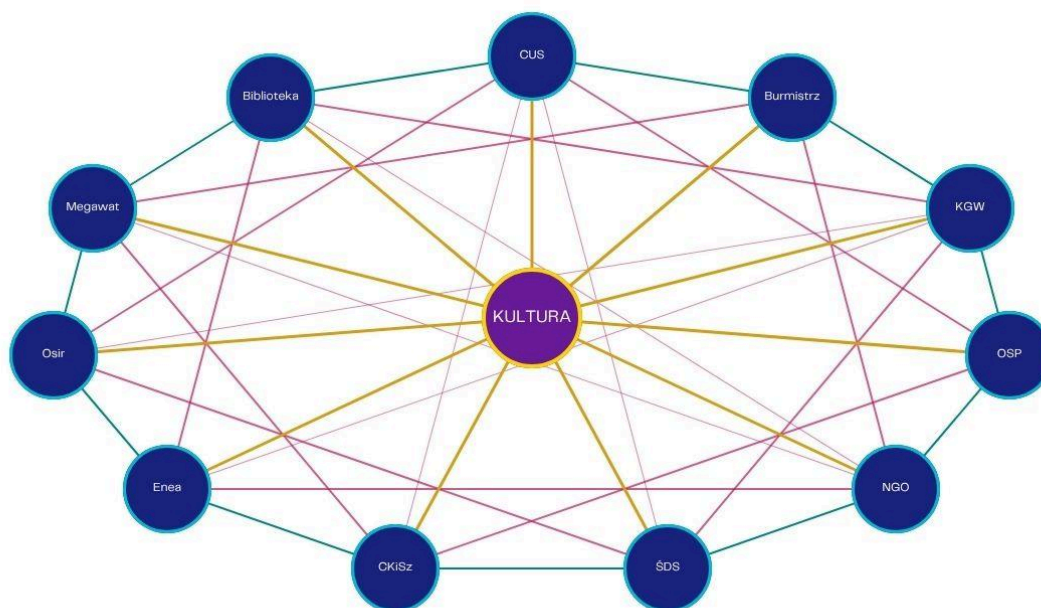 CUS
Biblioteka
Burmistrz
Megawat
KGW
KULTURA
Osir
OSP
Enea
NGO
CKiSz
ŚDS